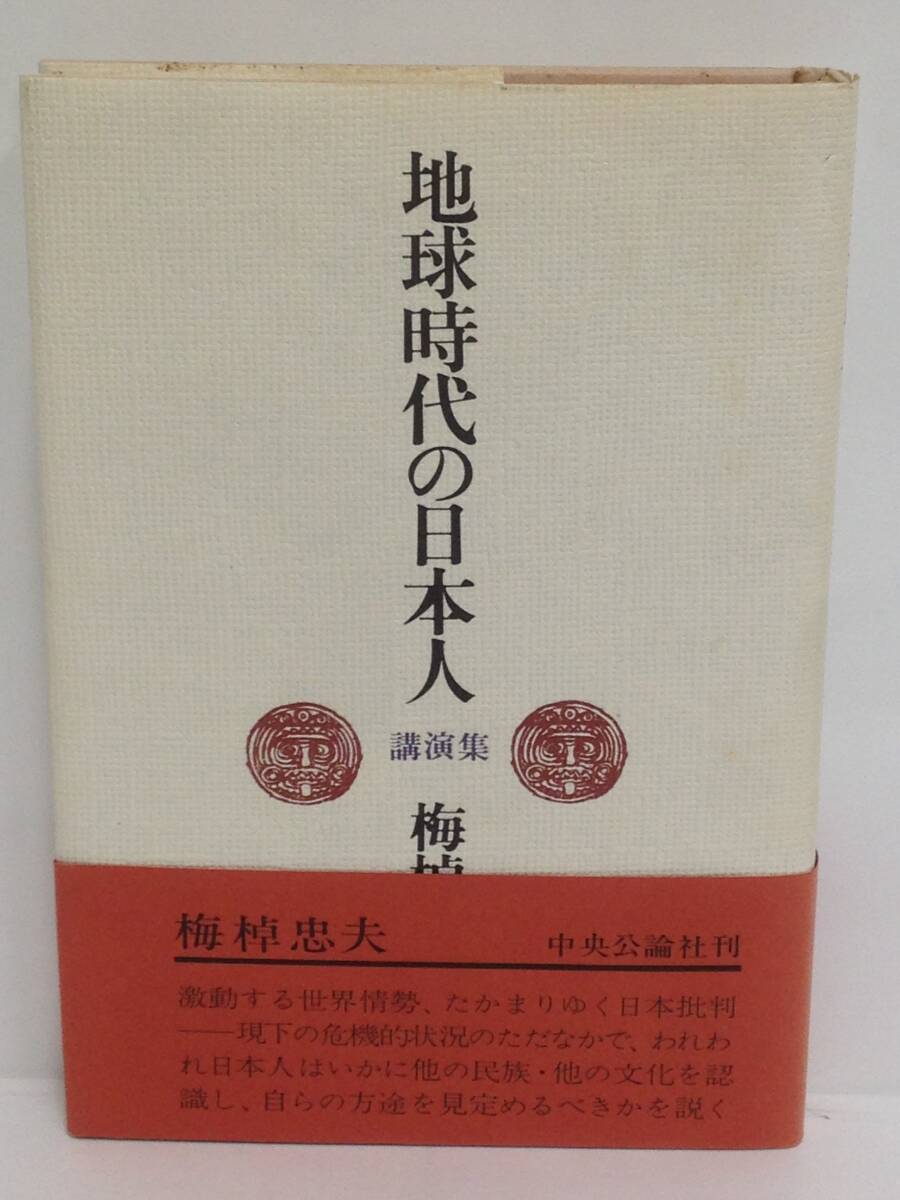 地球時代の日本人
講演集
梅棹
梅棹忠夫
中央公論社刊
激動する世界情勢、たかまりゆく日本批判
――現下の危機的状況のただなかで、われわ
れ日本人はいかに他の民族・他の文化を認
識し、自らの方途を見定めるべきかを説く